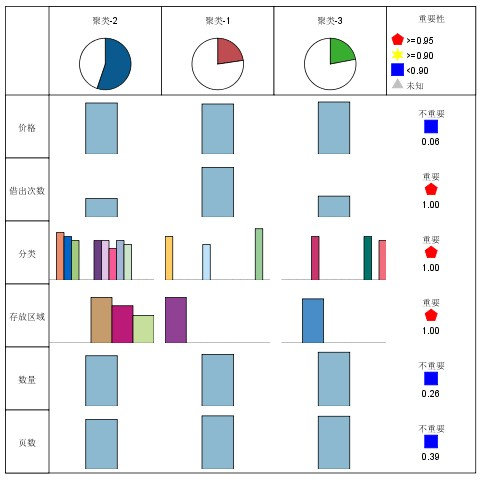 聚类-2 聚类-1 聚类-3 重要性
>=0.95
>=0.90
<0.90
未知
价格 不重要
0.06
借出次数 重要
1.00
分类 重要
1.00
存放区域 重要
1.00
数量 不重要
0.26
页数 不重要
0.39